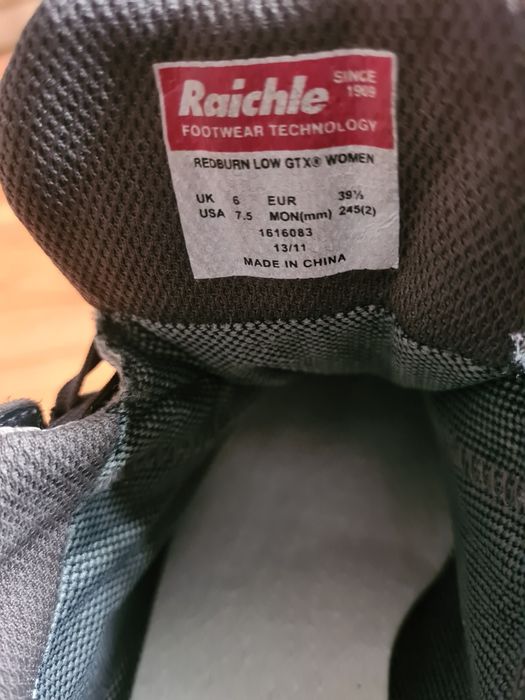 Raichle SINCE 1909
FOOTWEAR TECHNOLOGY
REDBURN LOW GTX® WOMEN
UK 6 EUR 39⅓
USA 7.5 MON(mm) 245(2)
1616083
13/11
MADE IN CHINA